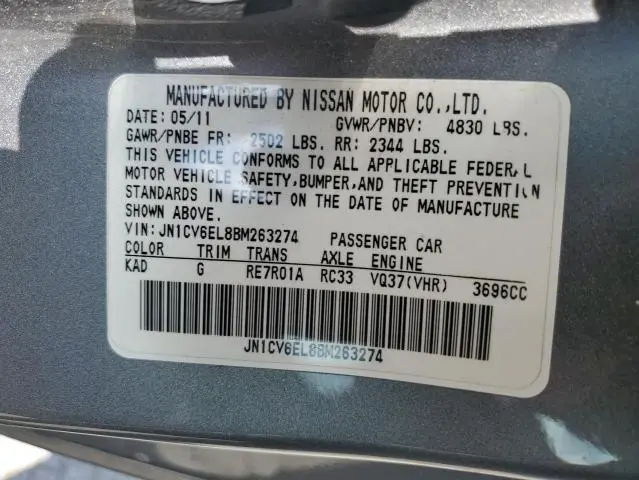 MANUFACTURED BY NISSAN MOTOR CO.,LTD.
DATE: 05/11 GVWR/PNBV: 4830 LBS.
GAWR/PNBE FR: 2502 LBS. RR: 2344 LBS.
THIS VEHICLE CONFORMS TO ALL APPLICABLE FEDERAL
MOTOR VEHICLE SAFETY,BUMPER,AND THEFT PREVENTION
STANDARDS IN EFFECT ON THE DATE OF MANUFACTURE
SHOWN ABOVE.
VIN:JN1CV6EL8BM263274 PASSENGER CAR
COLOR TRIM TRANS AXLE ENGINE
KAD G RE7R01A RC33 VQ37(VHR) 3696CC
JN1CV6EL8BM263274